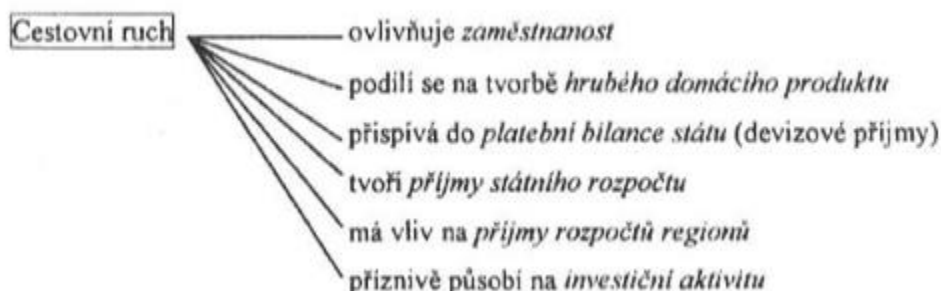 Cestovní ruch
ovlivňuje zaměstnanost
podílí se na tvorbě hrubého domácího produktu
přispívá do platební bilance státu (devizové příjmy)
tvoří příjmy státního rozpočtu
má vliv na příjmy rozpočtů regionů
příznivě působí na investiční aktivitu